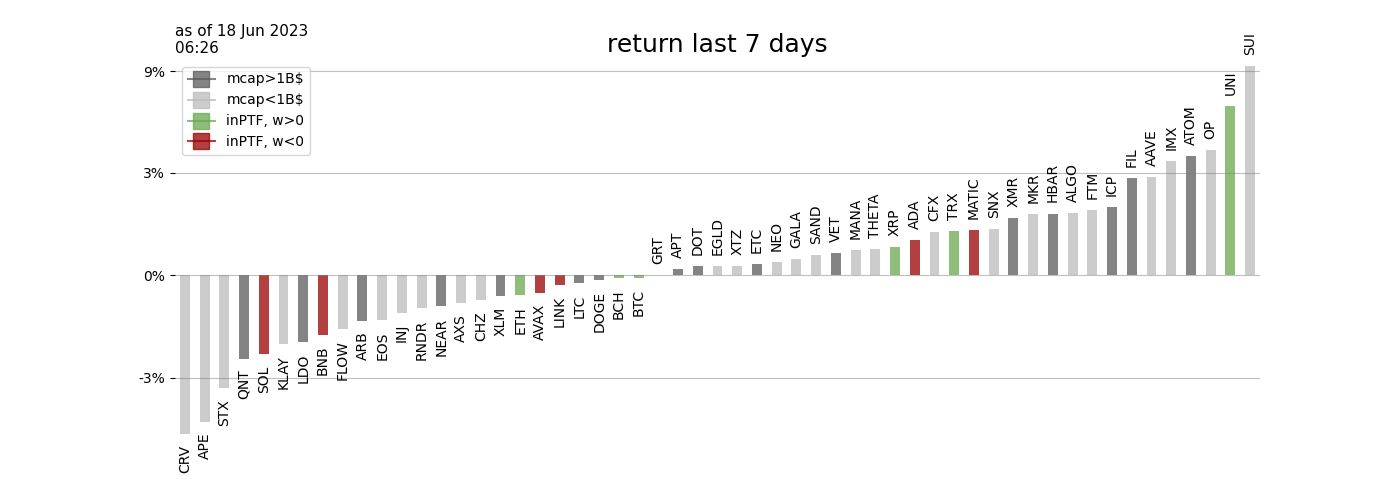 as of 18 Jun 2023
06:26
return last 7 days
mcap>1B$
mcap<1B$
inPTF, w>0
inPTF, w<0
9%
3%
0%
-3%
CRV
APE
STX
QNT
SOL
KLAY
LDO
BNB
FLOW
ARB
EOS
INJ
RNDR
NEAR
AXS
CHZ
XLM
ETH
AVAX
LINK
LTC
DOGE
BCH
BTC
GRT
APT
DOT
EGLD
XTZ
ETC
NEO
GALA
SAND
VET
MANA
THETA
XRP
ADA
CFX
TRX
MATIC
SNX
XMR
MKR
HBAR
ALGO
FTM
ICP
FIL
AAVE
IMX
ATOM
OP
UNI
SUI